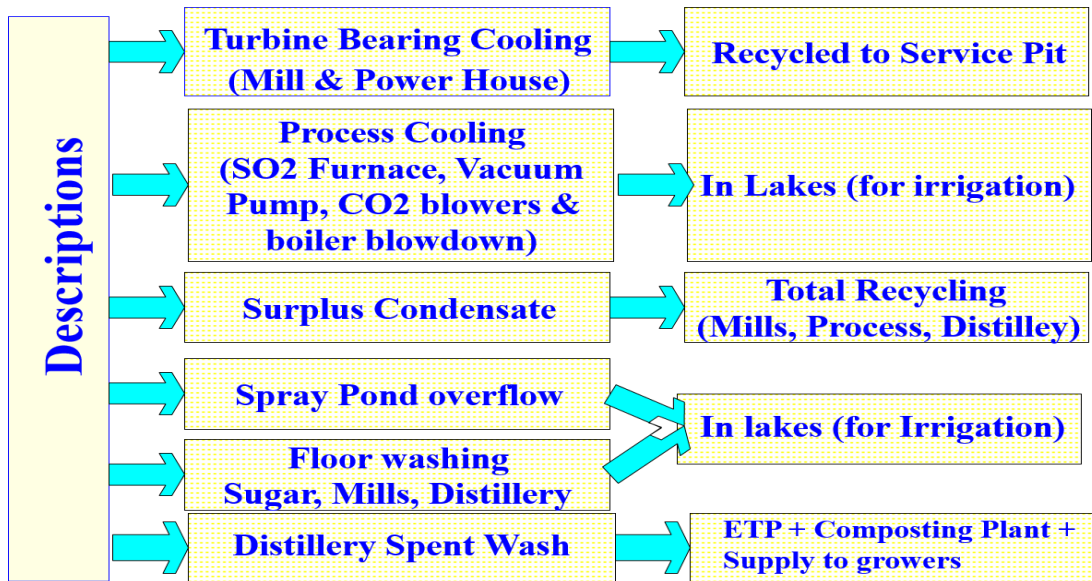 Descriptions
Turbine Bearing Cooling
(Mill & Power House)
Recycled to Service Pit
Process Cooling
(SO2 Furnace, Vacuum
Pump, CO2 blowers &
boiler blowdown)
In Lakes (for irrigation)
Surplus Condensate
Total Recycling
(Mills, Process, Distilley)
Spray Pond overflow
In lakes (for Irrigation)
Floor washing
Sugar, Mills, Distillery
Distillery Spent Wash
ETP + Composting Plant +
Supply to growers